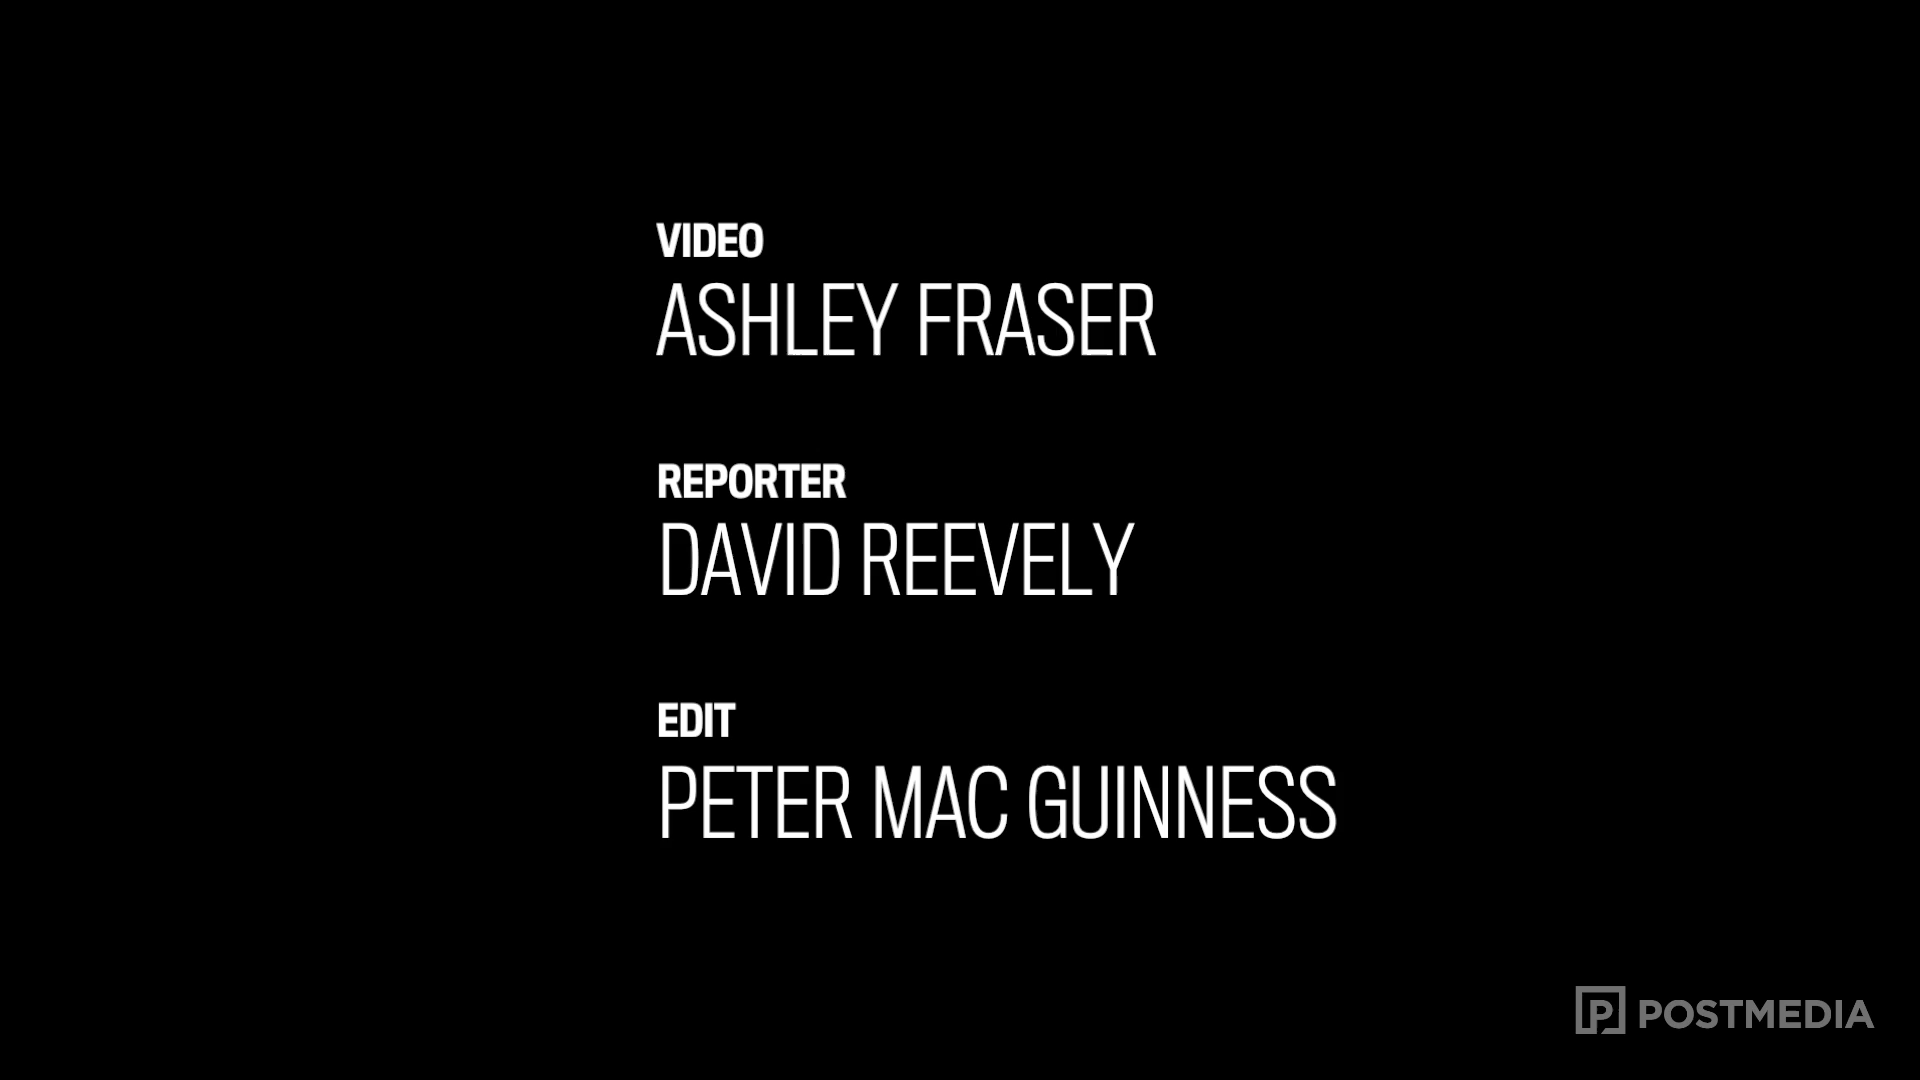 VIDEO
ASHLEY FRASER
REPORTER
DAVID REEVELY
EDIT
PETER MAC GUINNESS
P POSTMEDIA